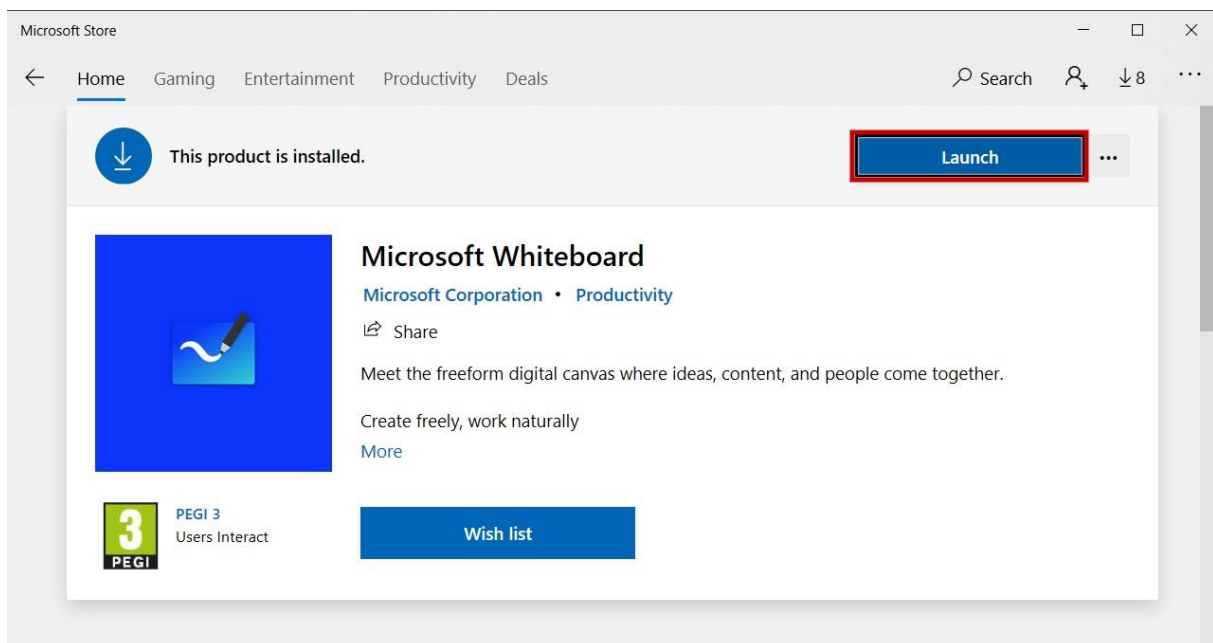 Microsoft Store
Home Gaming Entertainment Productivity Deals Search 8
This product is installed. Launch
Microsoft Whiteboard
Microsoft Corporation • Productivity
Share
Meet the freeform digital canvas where ideas, content, and people come together.
Create freely, work naturally
More
3
PEGI
PEGI 3
Users Interact
Wish list